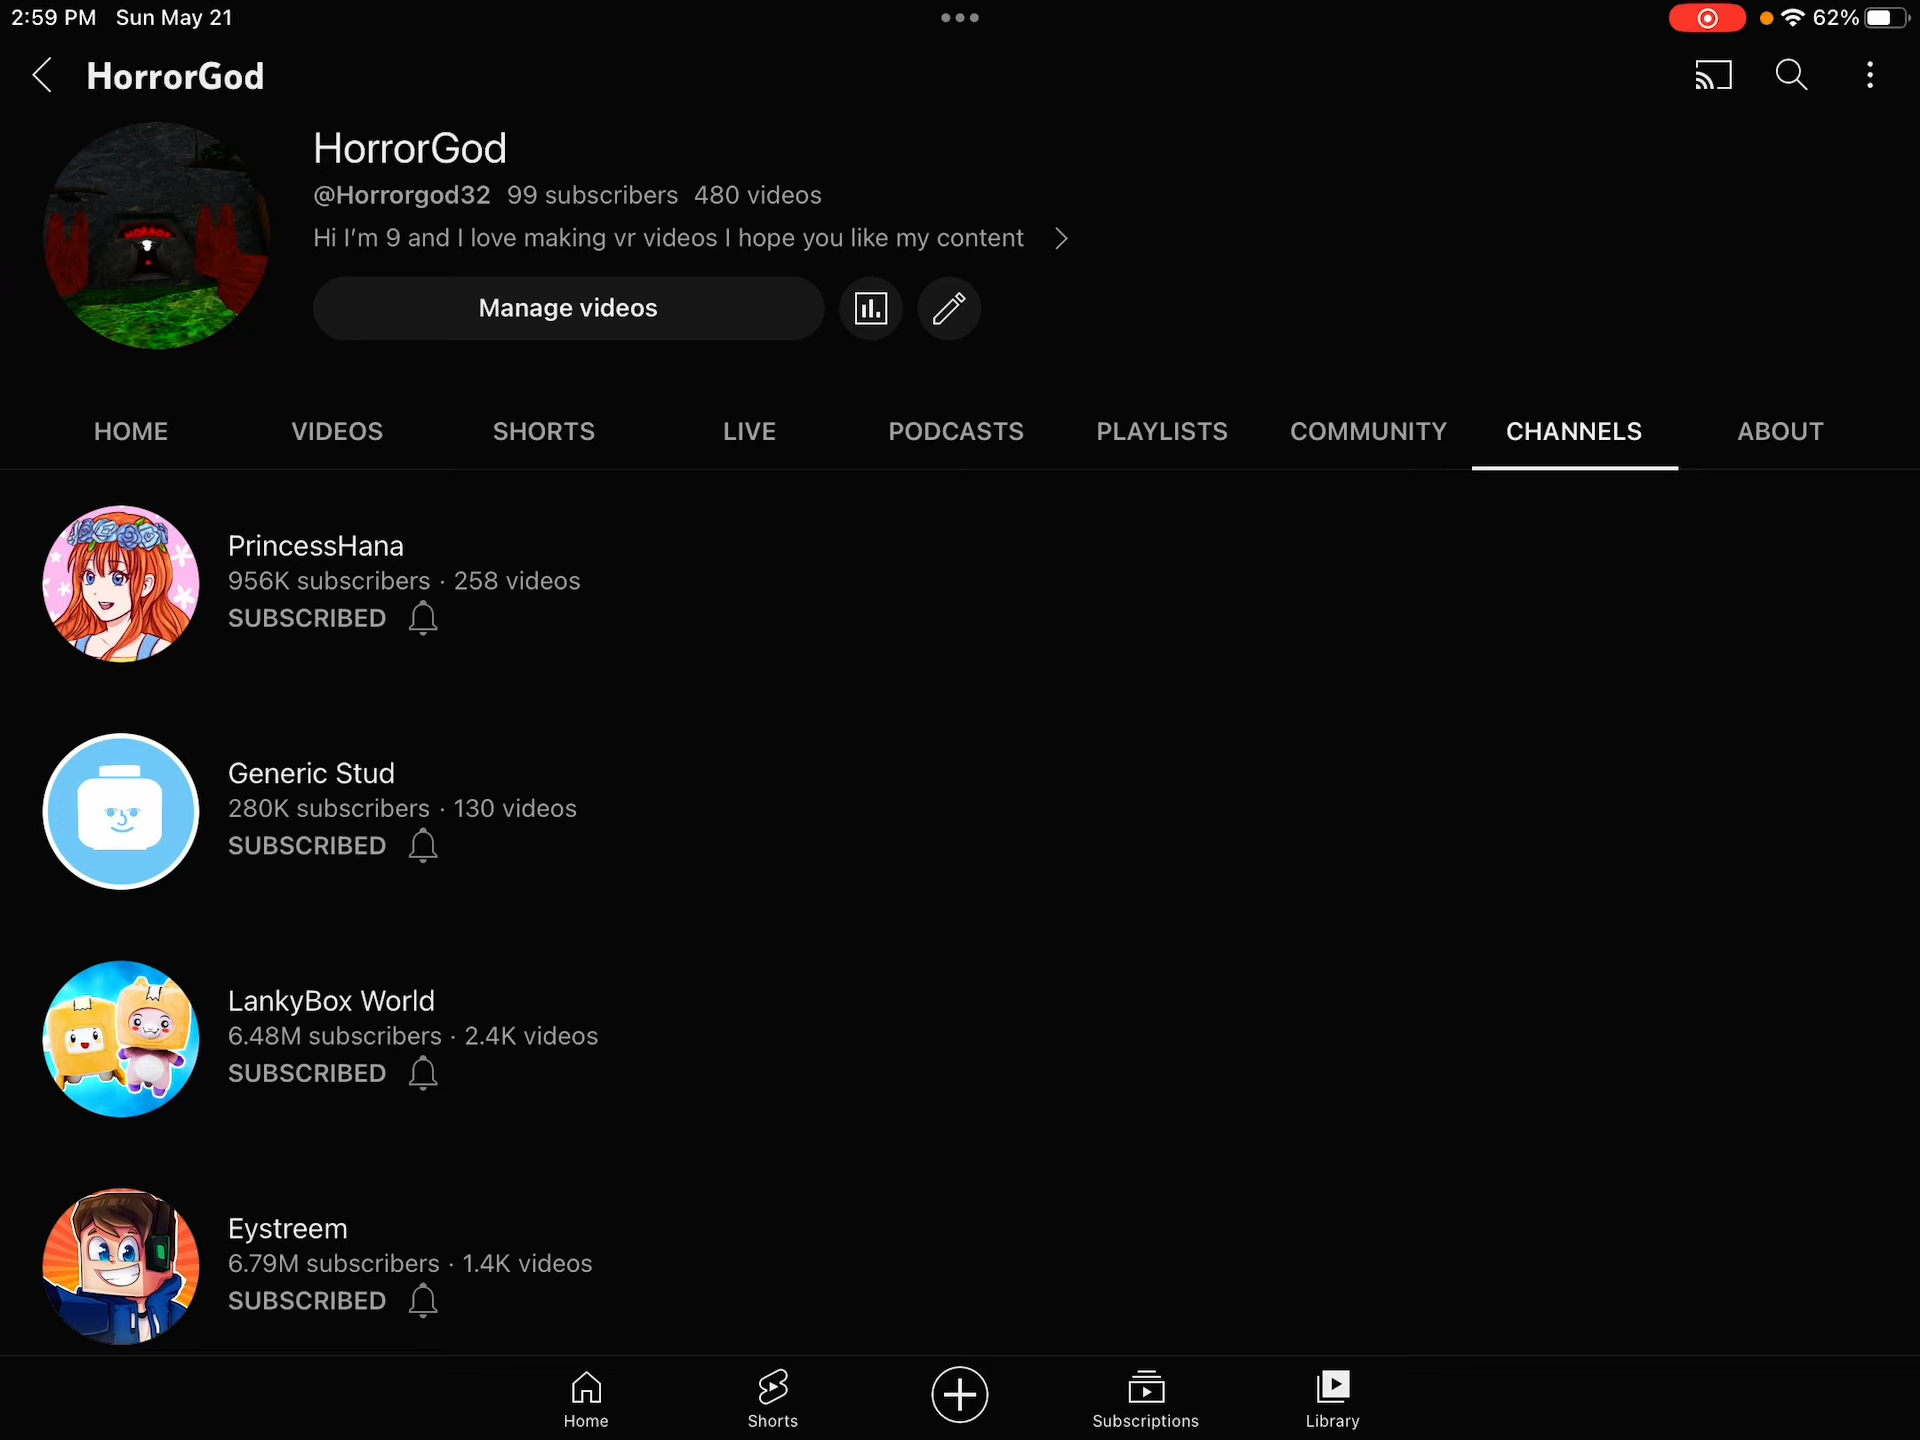 2:59 PM Sun May 21
62%
HorrorGod
HORROR
HorrorGod
@Horrorgod32 99 subscribers 480 videos
Hi I'm 9 and I love making vr videos I hope you like my content
Manage videos
HOME VIDEOS SHORTS LIVE PODCASTS PLAYLISTS COMMUNITY CHANNELS ABOUT
PrincessHana
956K subscribers · 258 videos
SUBSCRIBED
Generic Stud
280K subscribers · 130 videos
SUBSCRIBED
LankyBox World
6.48M subscribers · 2.4K videos
SUBSCRIBED
Eystreem
6.79M subscribers · 1.4K videos
SUBSCRIBED
Home Shorts Subscriptions Library